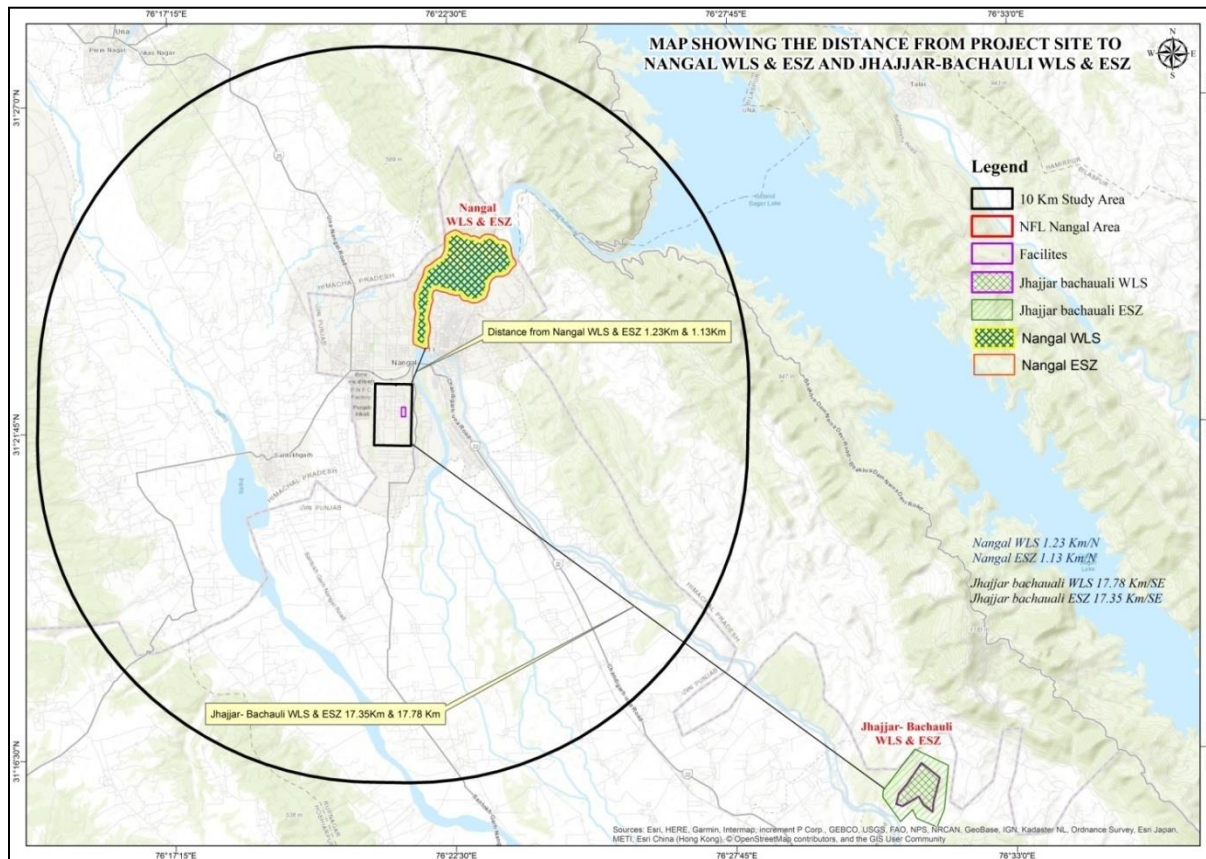 76°17'15"E
76°22'30"E
76°27'45"E
76°33'0"E
MAP SHOWING THE DISTANCE FROM PROJECT SITE TO
NANGAL WLS & ESZ AND JHAJJAR-BACHAULI WLS & ESZ
N
W
E
S
Una
31°27'0"N
31°21'45"N
31°16'30"N
Legend
10 Km Study Area
NFL Nangal Area
Facilites
Jhajjar bachauali WLS
Jhajjar bachauali ESZ
Nangal WLS
Nangal ESZ
HAMIRPUR
BILASPUR
Nangal
WLS & ESZ
HIMACHAL PRADESH
Distance from Nangal WLS & ESZ 1.23Km & 1.13Km
Nangal
HIMACHAL PRADESH
Nangal WLS 1.23 Km/N
Nangal ESZ 1.13 Km/N
Jhajjar bachauali WLS 17.78 Km/SE
Jhajjar bachauali ESZ 17.35 Km/SE
HIMACHAL PRADESH
Jhajjar- Bachauli WLS & ESZ 17.35Km & 17.78 Km
Jhajjar- Bachauli
WLS & ESZ
Sources: Esri, HERE, Garmin, Intermap, increment P Corp., GEBCO, USGS, FAO, NPS, NRCAN, GeoBase, IGN, Kadaster NL, Ordnance Survey, Esri Japan,
METI, Esri China (Hong Kong), © OpenStreetMap contributors, and the GIS User Community
76°17'15"E
76°22'30"E
76°27'45"E
76°33'0"E